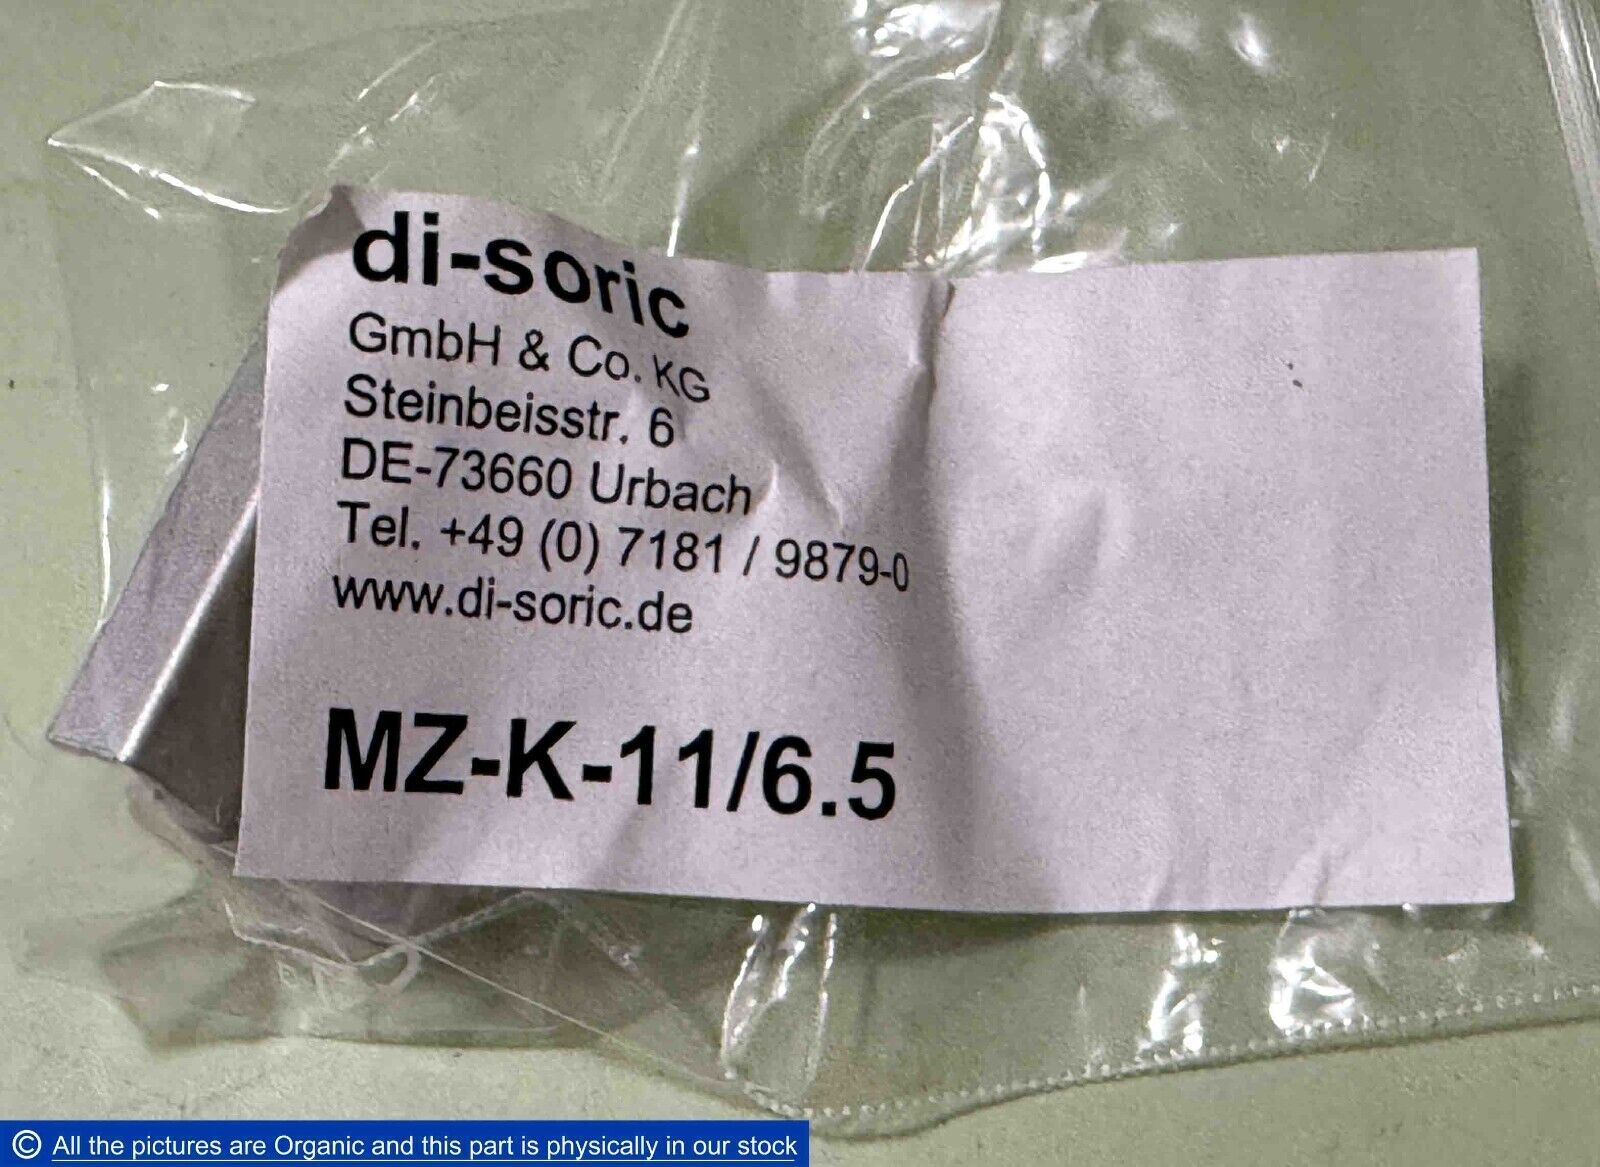 di-soric
GmbH & Co. KG
Steinbeisstr. 6
DE-73660 Urbach
Tel. +49 (0) 7181 / 9879-0
www.di-soric.de
MZ-K-11/6.5
© All the pictures are Organic and this part is physically in our stock